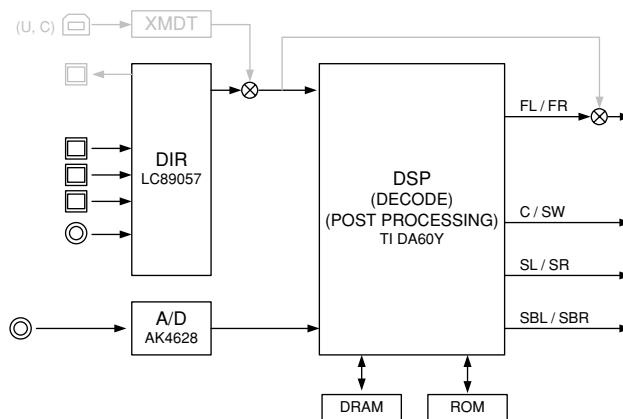 (U, C)
XMDT
DIR
LC89057
DSP
(DECODE)
(POST PROCESSING)
TI DA60Y
FL / FR
C / SW
SL / SR
SBL / SBR
A/D
AK4628
DRAM
ROM